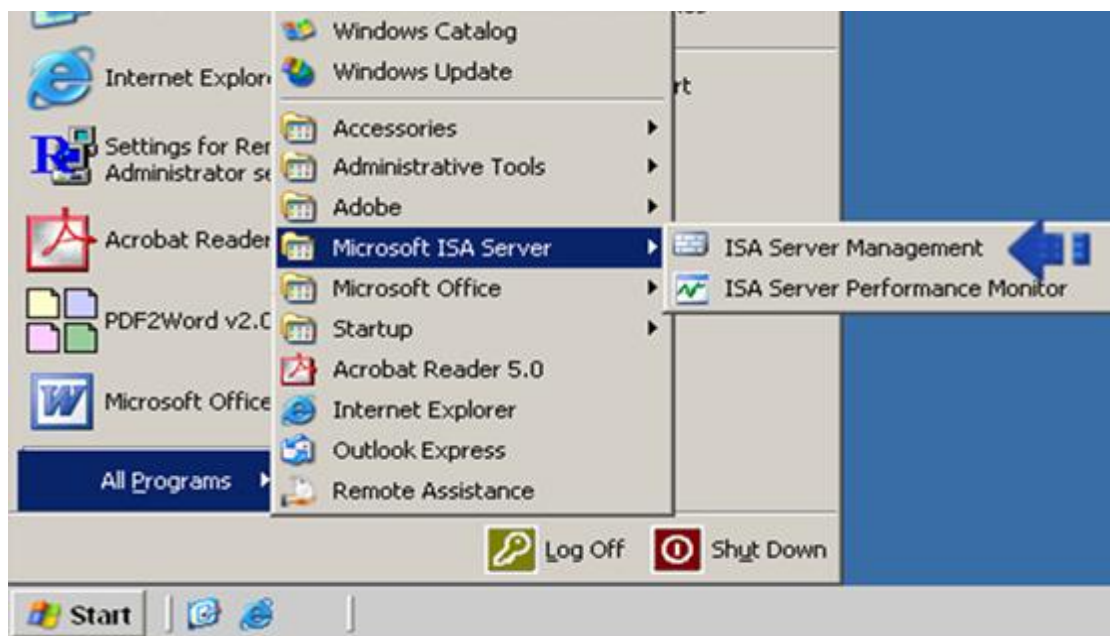 Windows Catalog
Windows Update
Internet Explor
rt
Accessories
Settings for Rer
Administrator se
Administrative Tools
Adobe
Acrobat Reader
Microsoft ISA Server
ISA Server Management
Microsoft Office
ISA Server Performance Monitor
PDF2Word v2.0
Startup
Acrobat Reader 5.0
Microsoft Office
Internet Explorer
Outlook Express
All Programs
Remote Assistance
Log Off
Shut Down
Start